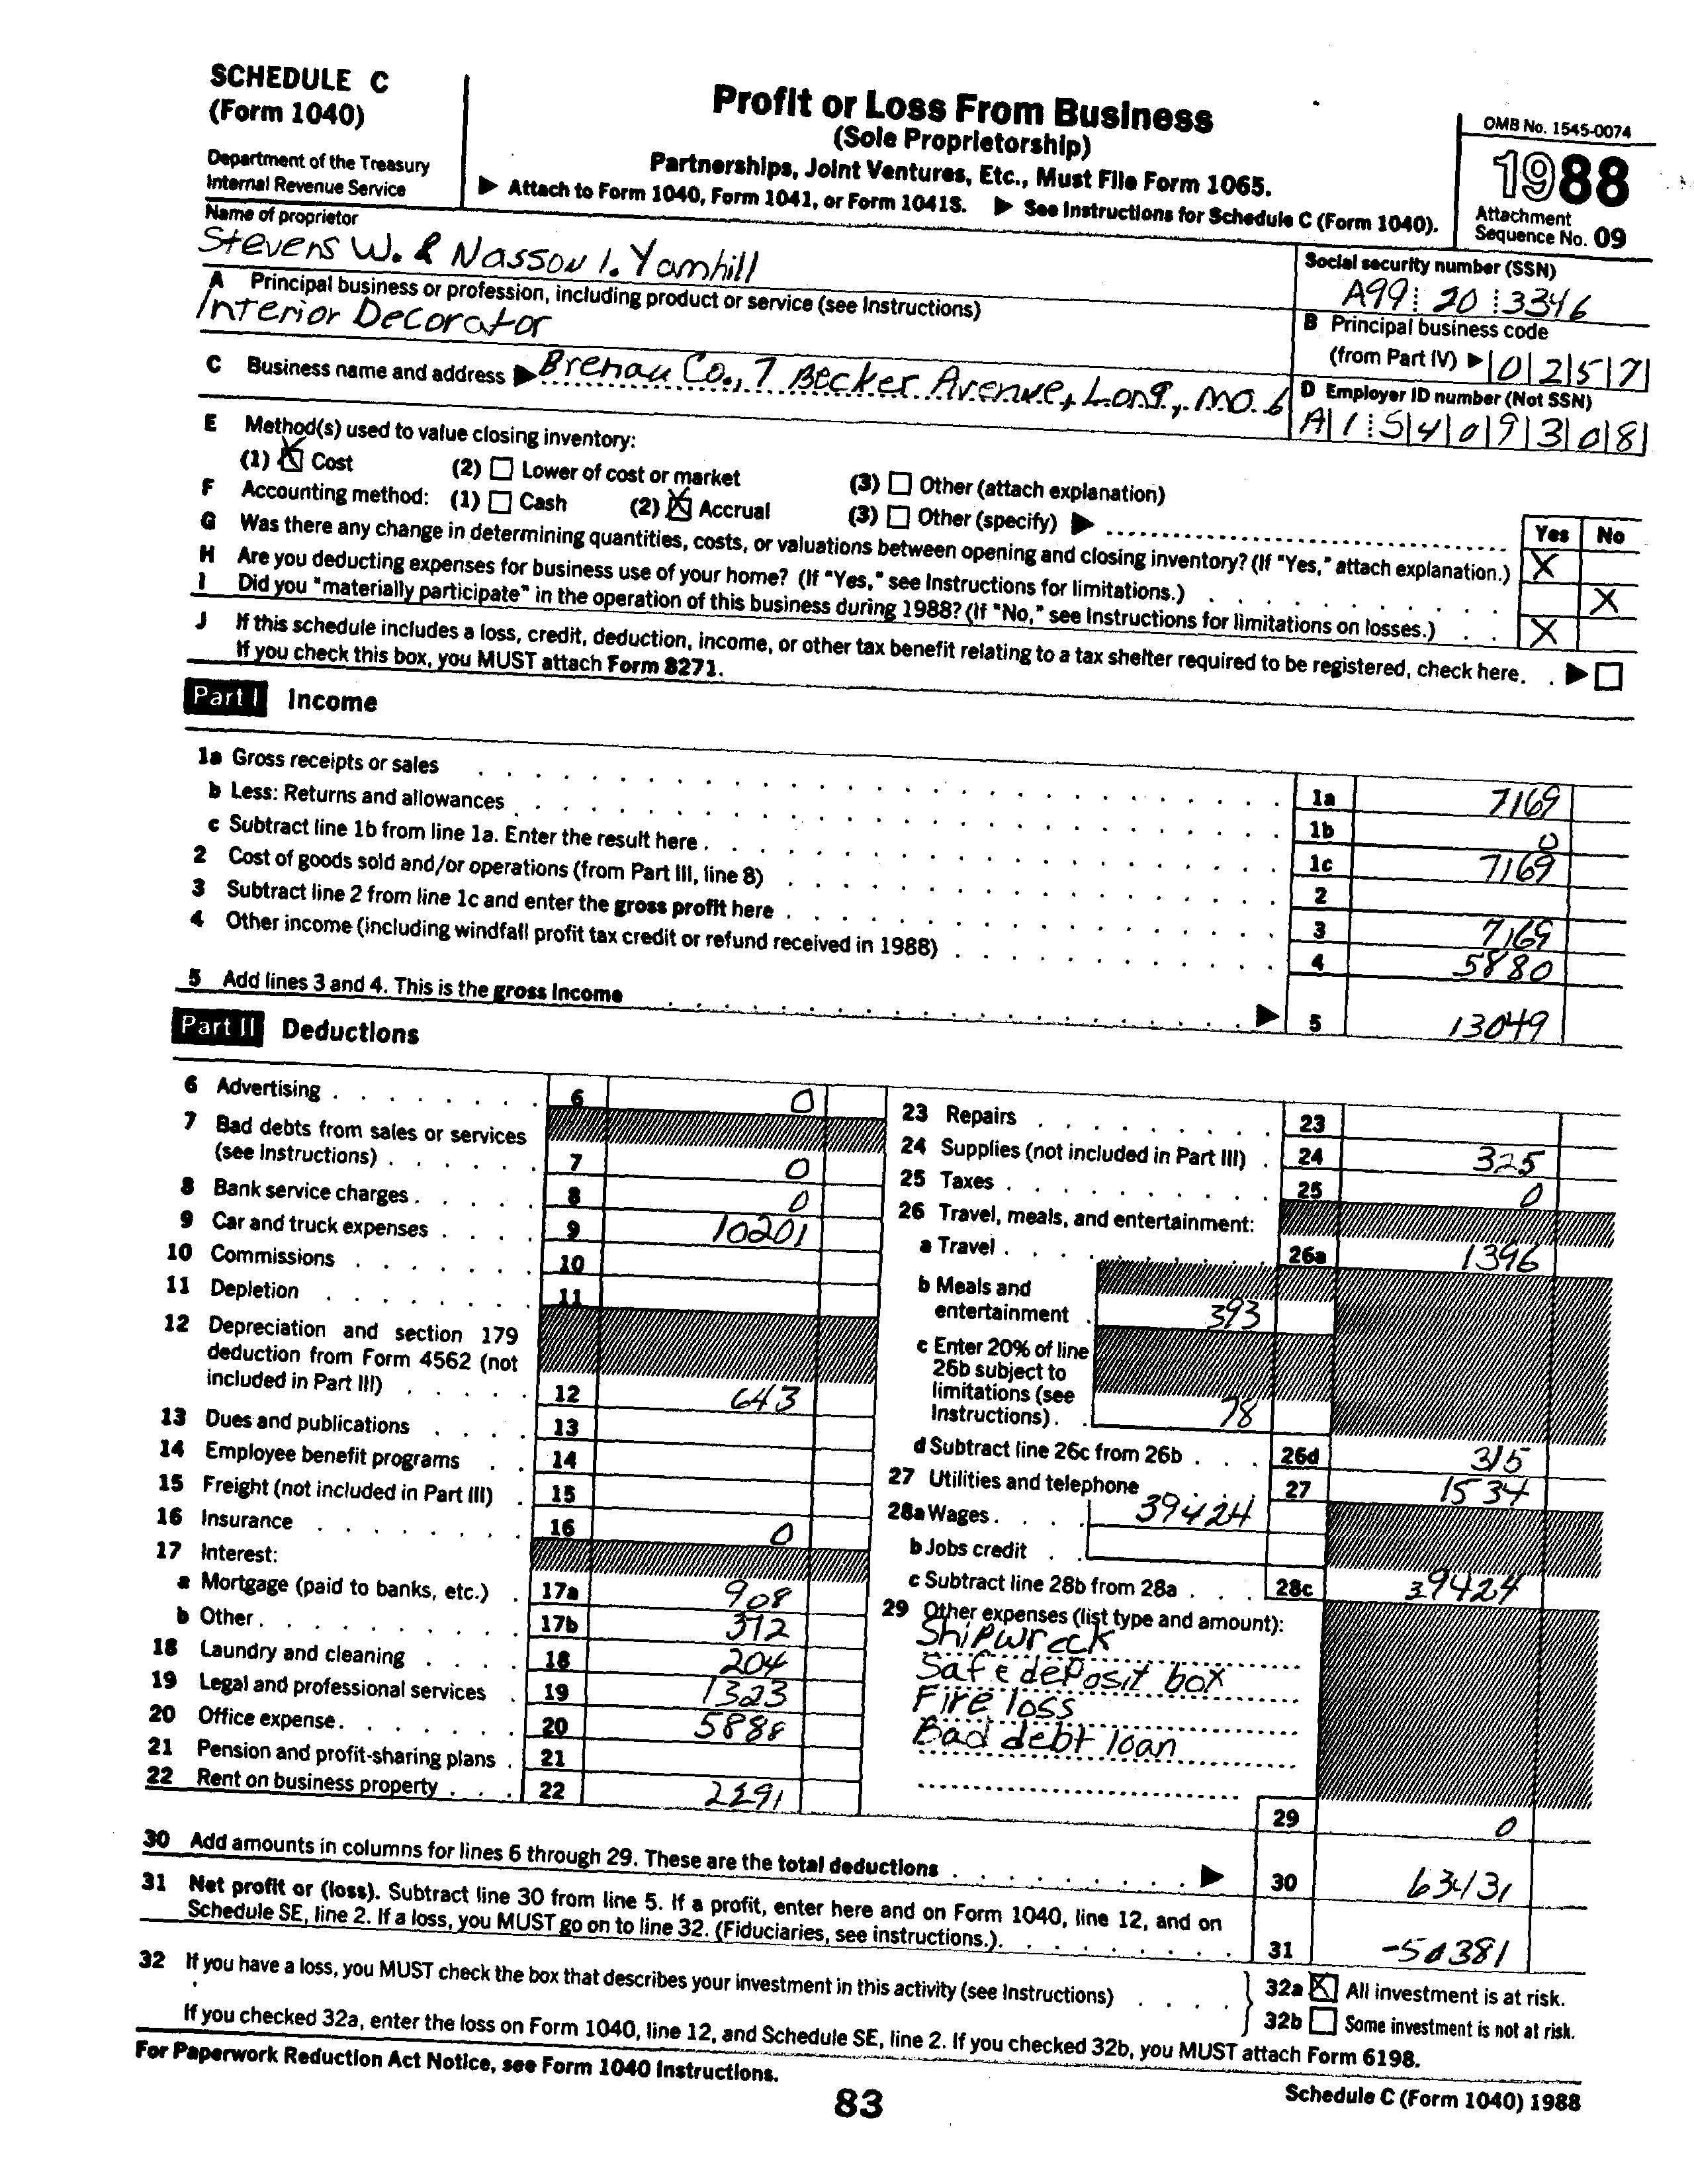 SCHEDULE C
(Form 1040)
Department of the Treasury
Internal Revenue Service
Profit or Loss From Business
(Sole Proprietorship)
Partnerships, Joint Ventures, Etc., Must File Form 1065.
▶ Attach to Form 1040, Form 1041, or Form 1041S. ▶ See Instructions for Schedule C (Form 1040).
OMB No. 1545-0074
1988
Attachment
Sequence No. 09
Name of proprietor
Stevens W. & Nasson I. Yamhill
Social security number (SSN)
A99 20 3346
A Principal business or profession, including product or service (see Instructions)
Interior Decorator
B Principal business code
(from Part IV) ▶ 0 2 5 7
C Business name and address ▶ Brenau Co., 7 Becker Avenue, Long, MO. 6
D Employer ID number (Not SSN)
A 1 5 4 0 9 3 0 8
E Method(s) used to value closing inventory:
(1) ☒ Cost (2) ☐ Lower of cost or market (3) ☐ Other (attach explanation)
F Accounting method: (1) ☐ Cash (2) ☒ Accrual (3) ☐ Other (specify) ▶
Yes No
G Was there any change in determining quantities, costs, or valuations between opening and closing inventory? (If "Yes," attach explanation.) X
H Are you deducting expenses for business use of your home? (If "Yes," see Instructions for limitations.) X
I Did you "materially participate" in the operation of this business during 1988? (If "No," see Instructions for limitations on losses.) X
J If this schedule includes a loss, credit, deduction, income, or other tax benefit relating to a tax shelter required to be registered, check here. ▶ ☐
If you check this box, you MUST attach Form 8271.
Part I Income
1a Gross receipts or sales 1a 7169
b Less: Returns and allowances 1b 0
c Subtract line 1b from line 1a. Enter the result here 1c 7169
2 Cost of goods sold and/or operations (from Part III, line 8) 2
3 Subtract line 2 from line 1c and enter the gross profit here 3 7169
4 Other income (including windfall profit tax credit or refund received in 1988) 4 5880
5 Add lines 3 and 4. This is the gross income ▶ 5 13049
Part II Deductions
6 Advertising 6 0
7 Bad debts from sales or services
(see Instructions) 7 0
8 Bank service charges 8 0
9 Car and truck expenses 9 10201
10 Commissions 10
11 Depletion 11
12 Depreciation and section 179
deduction from Form 4562 (not
included in Part III) 12 643
13 Dues and publications 13
14 Employee benefit programs 14
15 Freight (not included in Part III) 15
16 Insurance 16 0
17 Interest:
a Mortgage (paid to banks, etc.) 17a 908
b Other 17b 312
18 Laundry and cleaning 18 204
19 Legal and professional services 19 1323
20 Office expense 20 5888
21 Pension and profit-sharing plans 21
22 Rent on business property 22 2291
23 Repairs 23
24 Supplies (not included in Part III) 24 325
25 Taxes 25 0
26 Travel, meals, and entertainment:
a Travel 26a 1396
b Meals and
entertainment 393
c Enter 20% of line
26b subject to
limitations (see
Instructions) 78
d Subtract line 26c from 26b 26d 315
27 Utilities and telephone 27 1534
28a Wages 39424
b Jobs credit
c Subtract line 28b from 28a 28c 39424
29 Other expenses (list type and amount):
Shipwreck
Safe deposit box
Fire loss
Bad debt loan
29 0
30 Add amounts in columns for lines 6 through 29. These are the total deductions ▶ 30
31 Net profit or (loss). Subtract line 30 from line 5. If a profit, enter here and on Form 1040, line 12, and on
Schedule SE, line 2. If a loss, you MUST go on to line 32. (Fiduciaries, see instructions.) 31
32 If you have a loss, you MUST check the box that describes your investment in this activity (see Instructions)
32a ☒ All investment is at risk.
32b ☐ Some investment is not at risk.
If you checked 32a, enter the loss on Form 1040, line 12, and Schedule SE, line 2. If you checked 32b, you MUST attach Form 6198.
For Paperwork Reduction Act Notice, see Form 1040 Instructions.
Schedule C (Form 1040) 1988
83